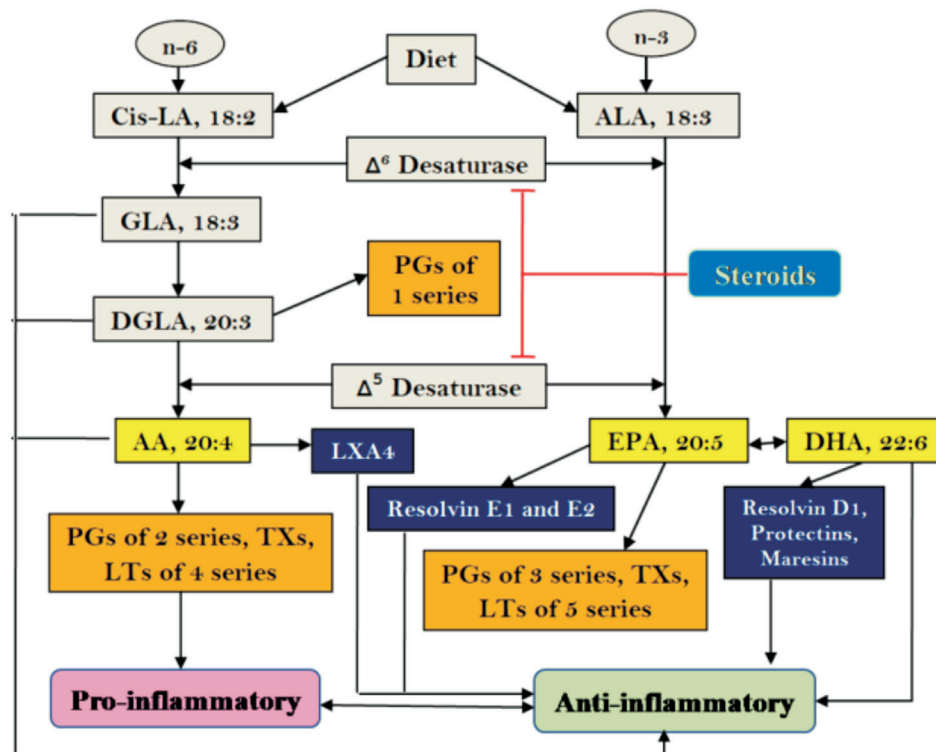 n-6
n-3
Diet
Cis-LA, 18:2
ALA, 18:3
Δ⁶ Desaturase
GLA, 18:3
PGs of
1 series
Steroids
DGLA, 20:3
Δ⁵ Desaturase
AA, 20:4
LXA4
EPA, 20:5
DHA, 22:6
Resolvin E1 and E2
Resolvin D1,
Protectins,
Maresins
PGs of 2 series, TXs,
LTs of 4 series
PGs of 3 series, TXs,
LTs of 5 series
Pro-inflammatory
Anti-inflammatory